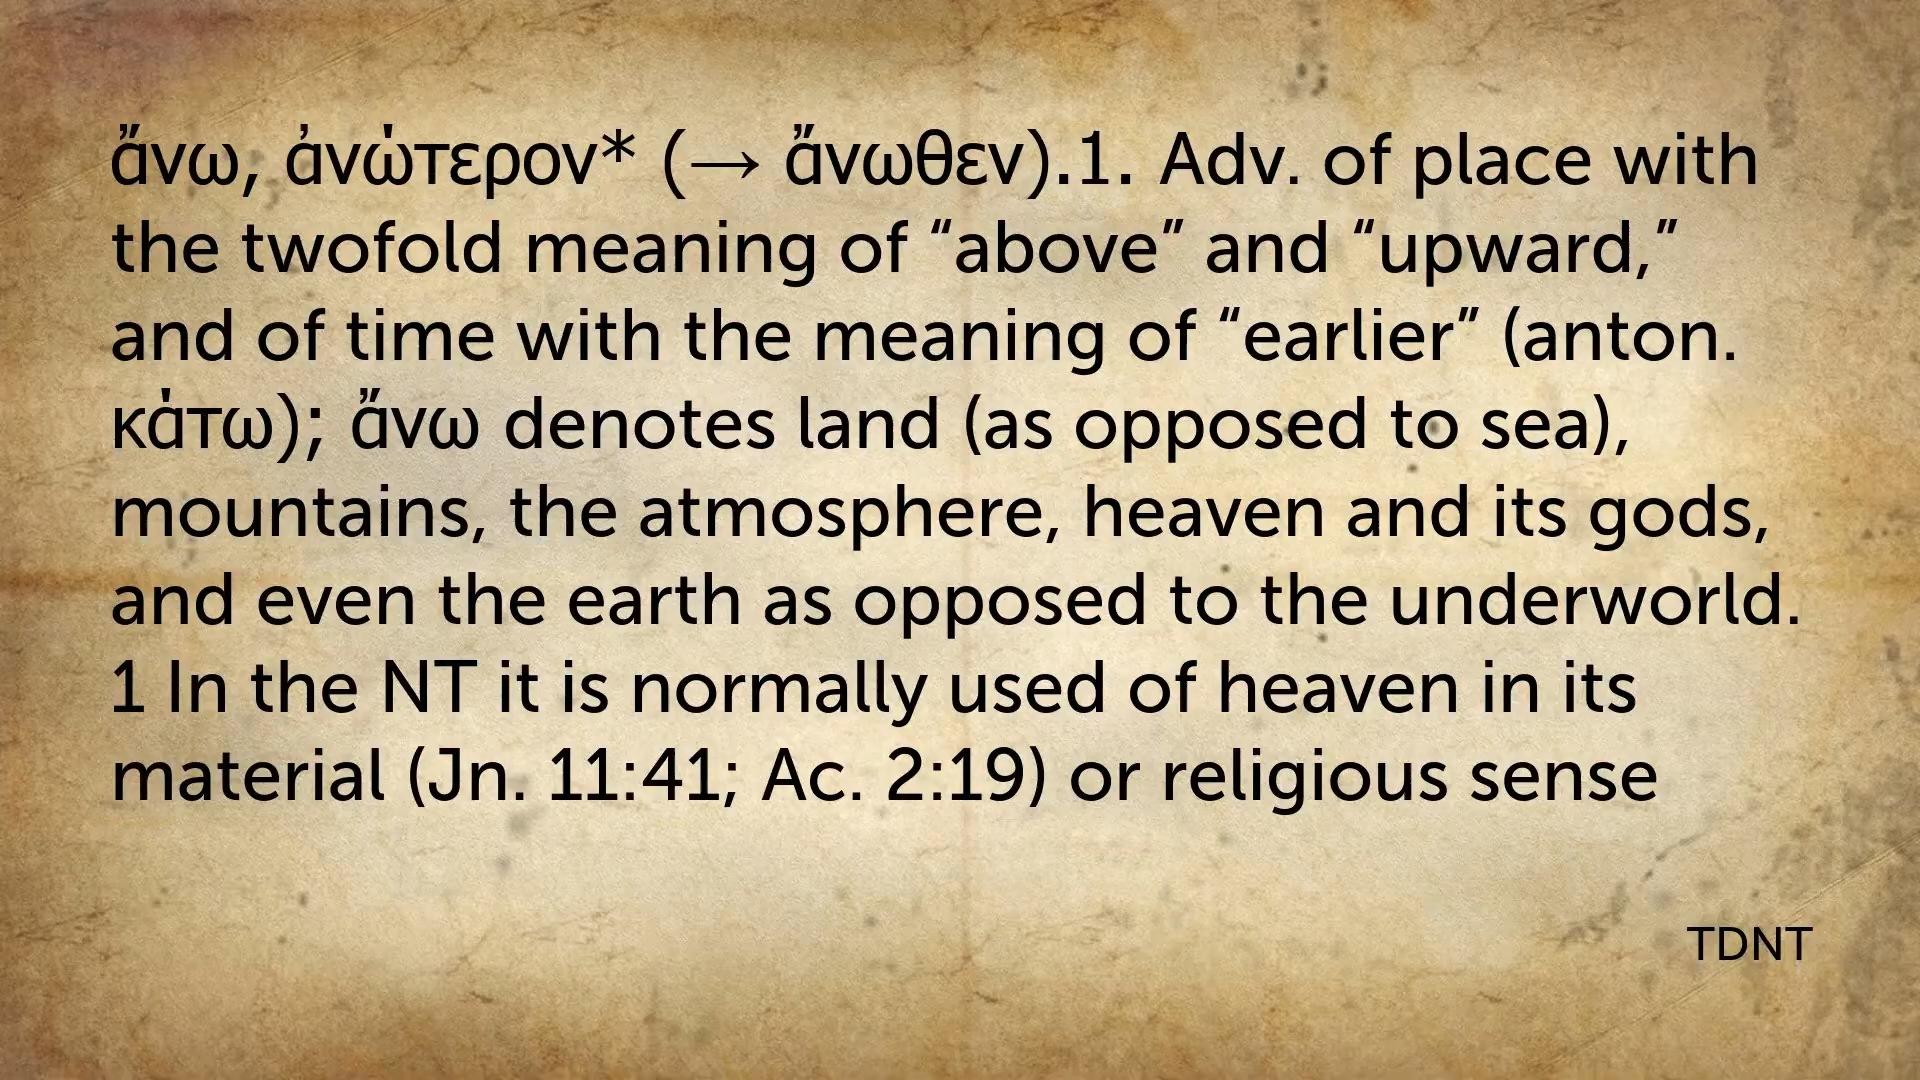 ἄνω, ἀνώτερον* (→ ἄνωθεν).1. Adv. of place with
the twofold meaning of “above” and “upward,”
and of time with the meaning of “earlier” (anton.
κάτω); ἄνω denotes land (as opposed to sea),
mountains, the atmosphere, heaven and its gods,
and even the earth as opposed to the underworld.
1 In the NT it is normally used of heaven in its
material (Jn. 11:41; Ac. 2:19) or religious sense
TDNT